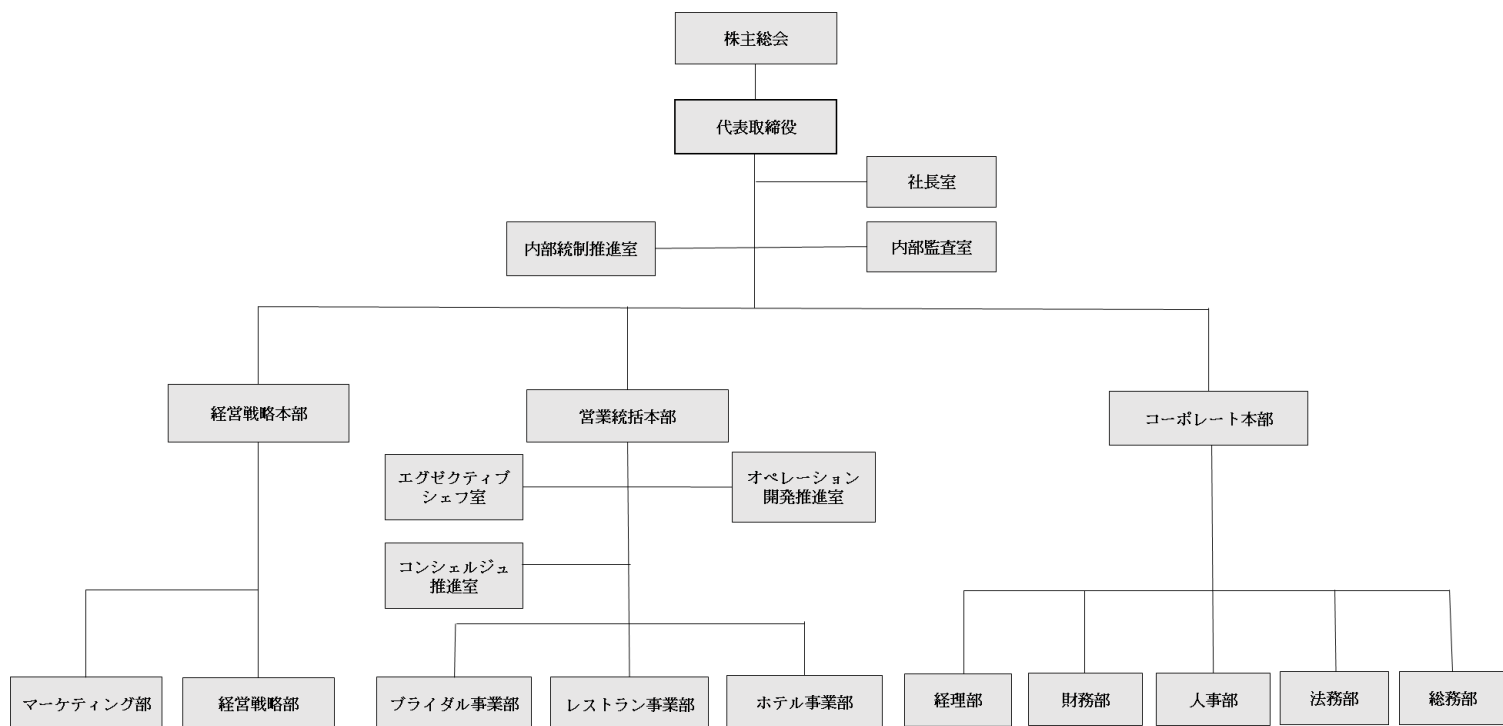 株主総会
代表取締役
社長室
内部統制推進室
内部監査室
経営戦略本部
営業統括本部
コーポレート本部
エグゼクティブ
シェフ室
オペレーション
開発推進室
コンシェルジュ
推進室
マーケティング部
経営戦略部
ブライダル事業部
レストラン事業部
ホテル事業部
経理部
財務部
人事部
法務部
総務部